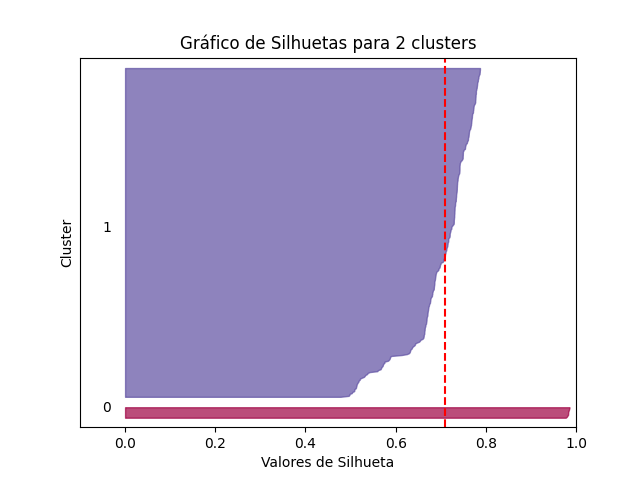 Gráfico de Silhuetas para 2 clusters
Cluster
1
0
0.0 0.2 0.4 0.6 0.8 1.0
Valores de Silhueta